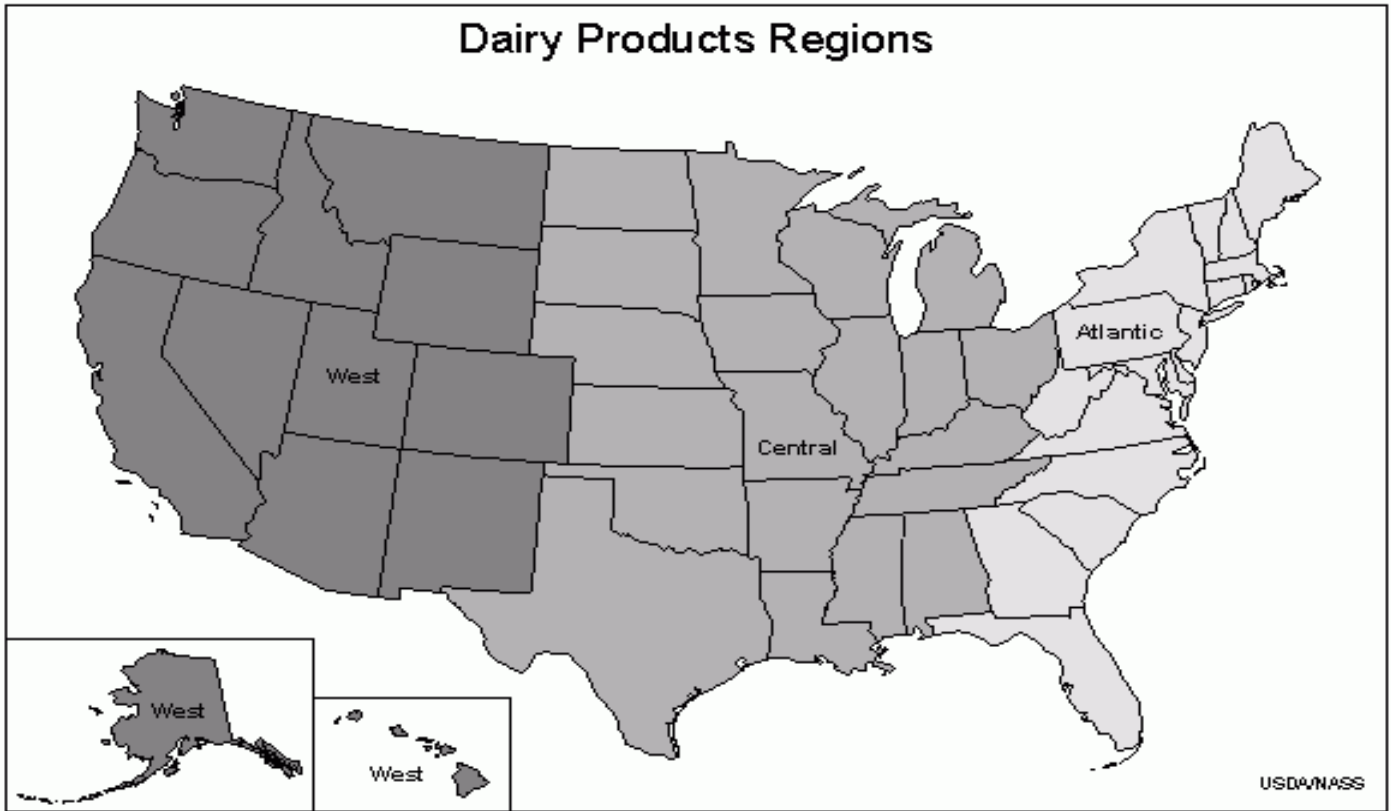 Dairy Products Regions
Atlantic
West
Central
West
West
USDA/NASS